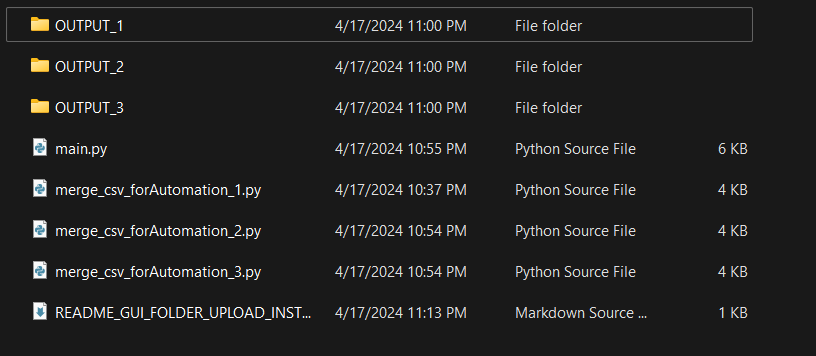 OUTPUT_1 4/17/2024 11:00 PM File folder
OUTPUT_2 4/17/2024 11:00 PM File folder
OUTPUT_3 4/17/2024 11:00 PM File folder
main.py 4/17/2024 10:55 PM Python Source File 6 KB
merge_csv_forAutomation_1.py 4/17/2024 10:37 PM Python Source File 4 KB
merge_csv_forAutomation_2.py 4/17/2024 10:54 PM Python Source File 4 KB
merge_csv_forAutomation_3.py 4/17/2024 10:54 PM Python Source File 4 KB
README_GUI_FOLDER_UPLOAD_INST... 4/17/2024 11:13 PM Markdown Source ... 1 KB